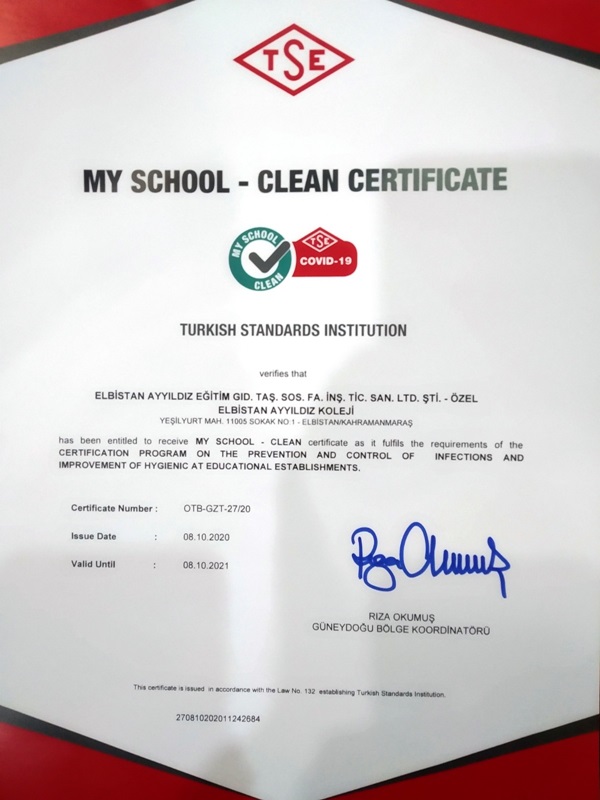 TSE
MY SCHOOL - CLEAN CERTIFICATE
MY SCHOOL
CLEAN
TSE
COVID-19
TURKISH STANDARDS INSTITUTION
verifies that
ELBİSTAN AYYILDIZ EĞİTİM GID. TAŞ. SOS. FA. İNŞ. TİC. SAN. LTD. ŞTİ. - ÖZEL
ELBİSTAN AYYILDIZ KOLEJİ
YEŞİLYURT MAH. 11005 SOKAK NO:1 - ELBİSTAN/KAHRAMANMARAŞ
has been entitled to receive MY SCHOOL - CLEAN certificate as it fulfils the requirements of the
CERTIFICATION PROGRAM ON THE PREVENTION AND CONTROL OF INFECTIONS AND
IMPROVEMENT OF HYGIENIC AT EDUCATIONAL ESTABLISHMENTS.
Certificate Number : OTB-GZT-27/20
Issue Date : 08.10.2020
Valid Until : 08.10.2021
Rıza Okumuş
RIZA OKUMUŞ
GÜNEYDOĞU BÖLGE KOORDİNATÖRÜ
This certificate is issued in accordance with the Law No. 132 establishing Turkish Standards Institution.
270810202011242684